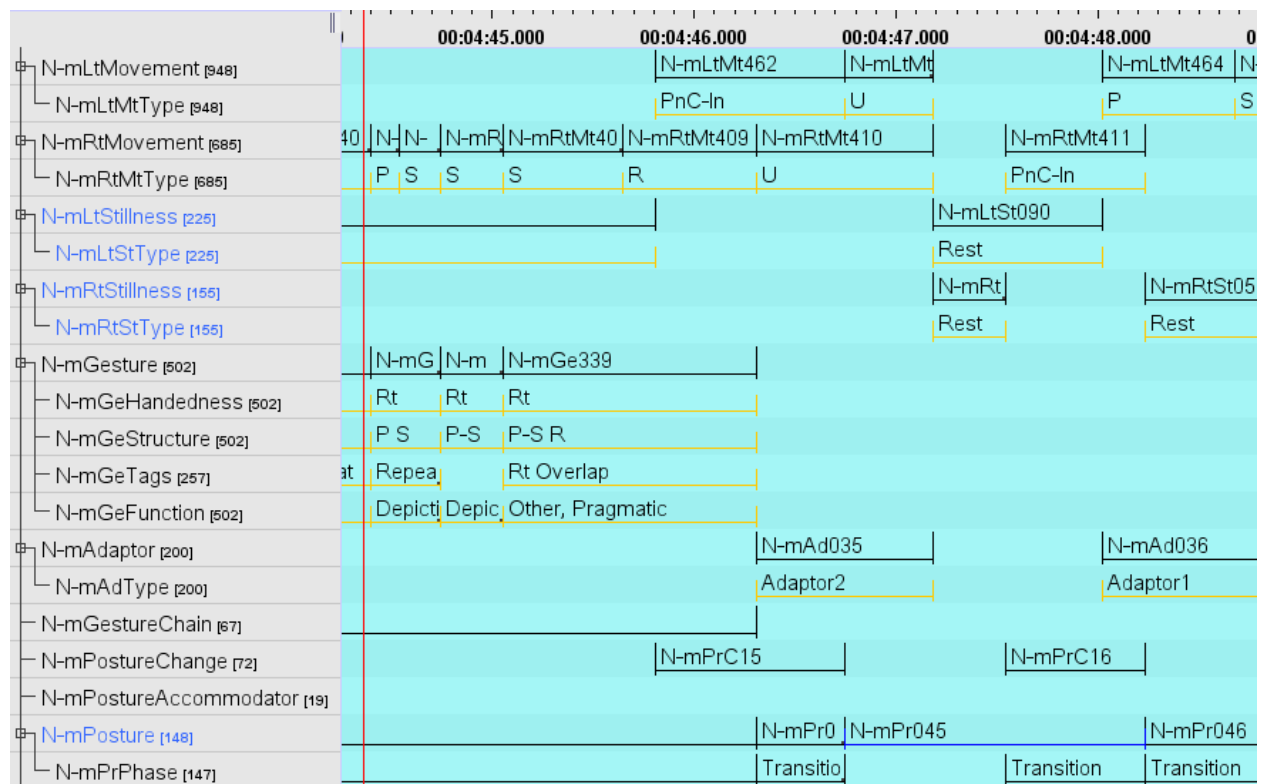 00:04:45.000 00:04:46.000 00:04:47.000 00:04:48.000 0
N-mLtMovement [948] N-mLtMt462 N-mLtMt N-mLtMt464 N-
N-mLtMtType [948] PnC-In U P S
N-mRtMovement [685] 40 N- N- N-mR N-mRtMt40 N-mRtMt409 N-mRtMt410 N-mRtMt411
N-mRtMtType [685] P S S S R U PnC-In
N-mLtStillness [225] N-mLtSt090
N-mLtStType [225] Rest
N-mRtStillness [155] N-mRt N-mRtSt05
N-mRtStType [155] Rest Rest
N-mGesture [502] N-mG N-m N-mGe339
N-mGeHandedness [502] Rt Rt Rt
N-mGeStructure [502] P S P-S P-S R
N-mGeTags [257] at Repea Rt Overlap
N-mGeFunction [502] Depicti Depic Other, Pragmatic
N-mAdaptor [200] N-mAd035 N-mAd036
N-mAdType [200] Adaptor2 Adaptor1
N-mGestureChain [67]
N-mPostureChange [72] N-mPrC15 N-mPrC16
N-mPostureAccommodator [19]
N-mPosture [148] N-mPr0 N-mPr045 N-mPr046
N-mPrPhase [147] Transitio Transition Transition